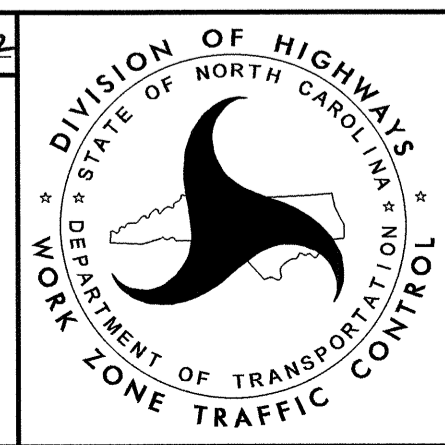 DIVISION OF HIGHWAYS
STATE OF NORTH CAROLINA
DEPARTMENT OF TRANSPORTATION
WORK ZONE TRAFFIC CONTROL